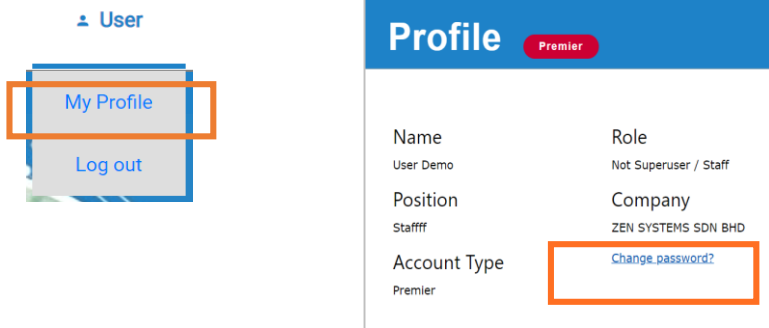 User
My Profile
Log out
Profile
Premier
Name
User Demo
Role
Not Superuser / Staff
Position
Staffff
Company
ZEN SYSTEMS SDN BHD
Account Type
Premier
Change password?